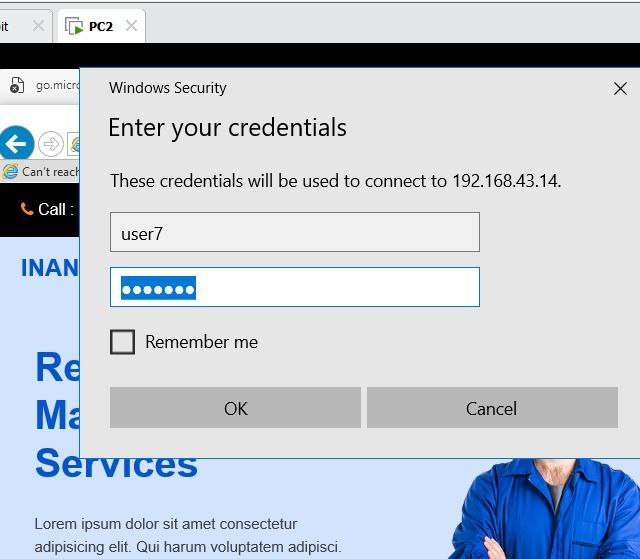 it
PC2
go.micro
Windows Security
Enter your credentials
Can't reach
These credentials will be used to connect to 192.168.43.14.
Call :
user7
INAN
Remember me
Re
OK
Cancel
Ma
Services
Lorem ipsum dolor sit amet consectetur
adipisicing elit. Qui harum voluptatem adipisci.